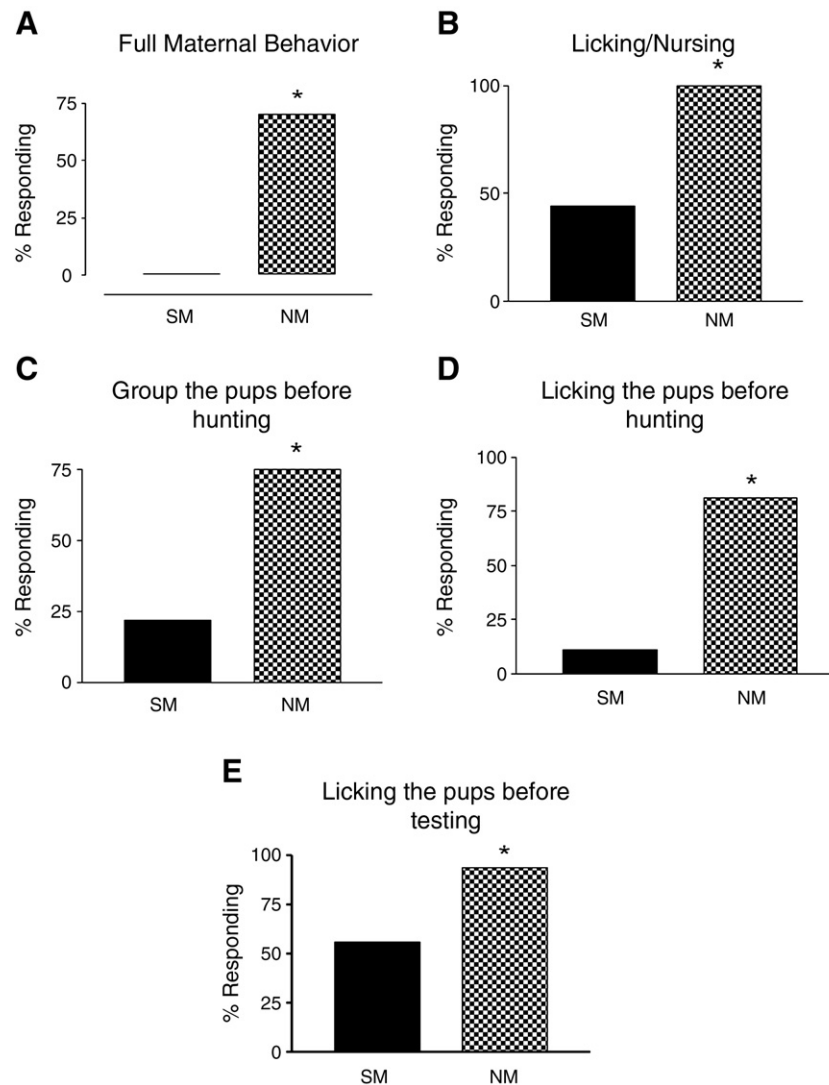 A
Full Maternal Behavior
*
75
50
25
0
% Responding
SM NM
B
Licking/Nursing
*
100
50
0
% Responding
SM NM
C
Group the pups before
hunting
*
75
50
25
0
% Responding
SM NM
D
Licking the pups before
hunting
*
100
75
50
25
0
% Responding
SM NM
E
Licking the pups before
testing
*
100
75
50
25
0
% Responding
SM NM